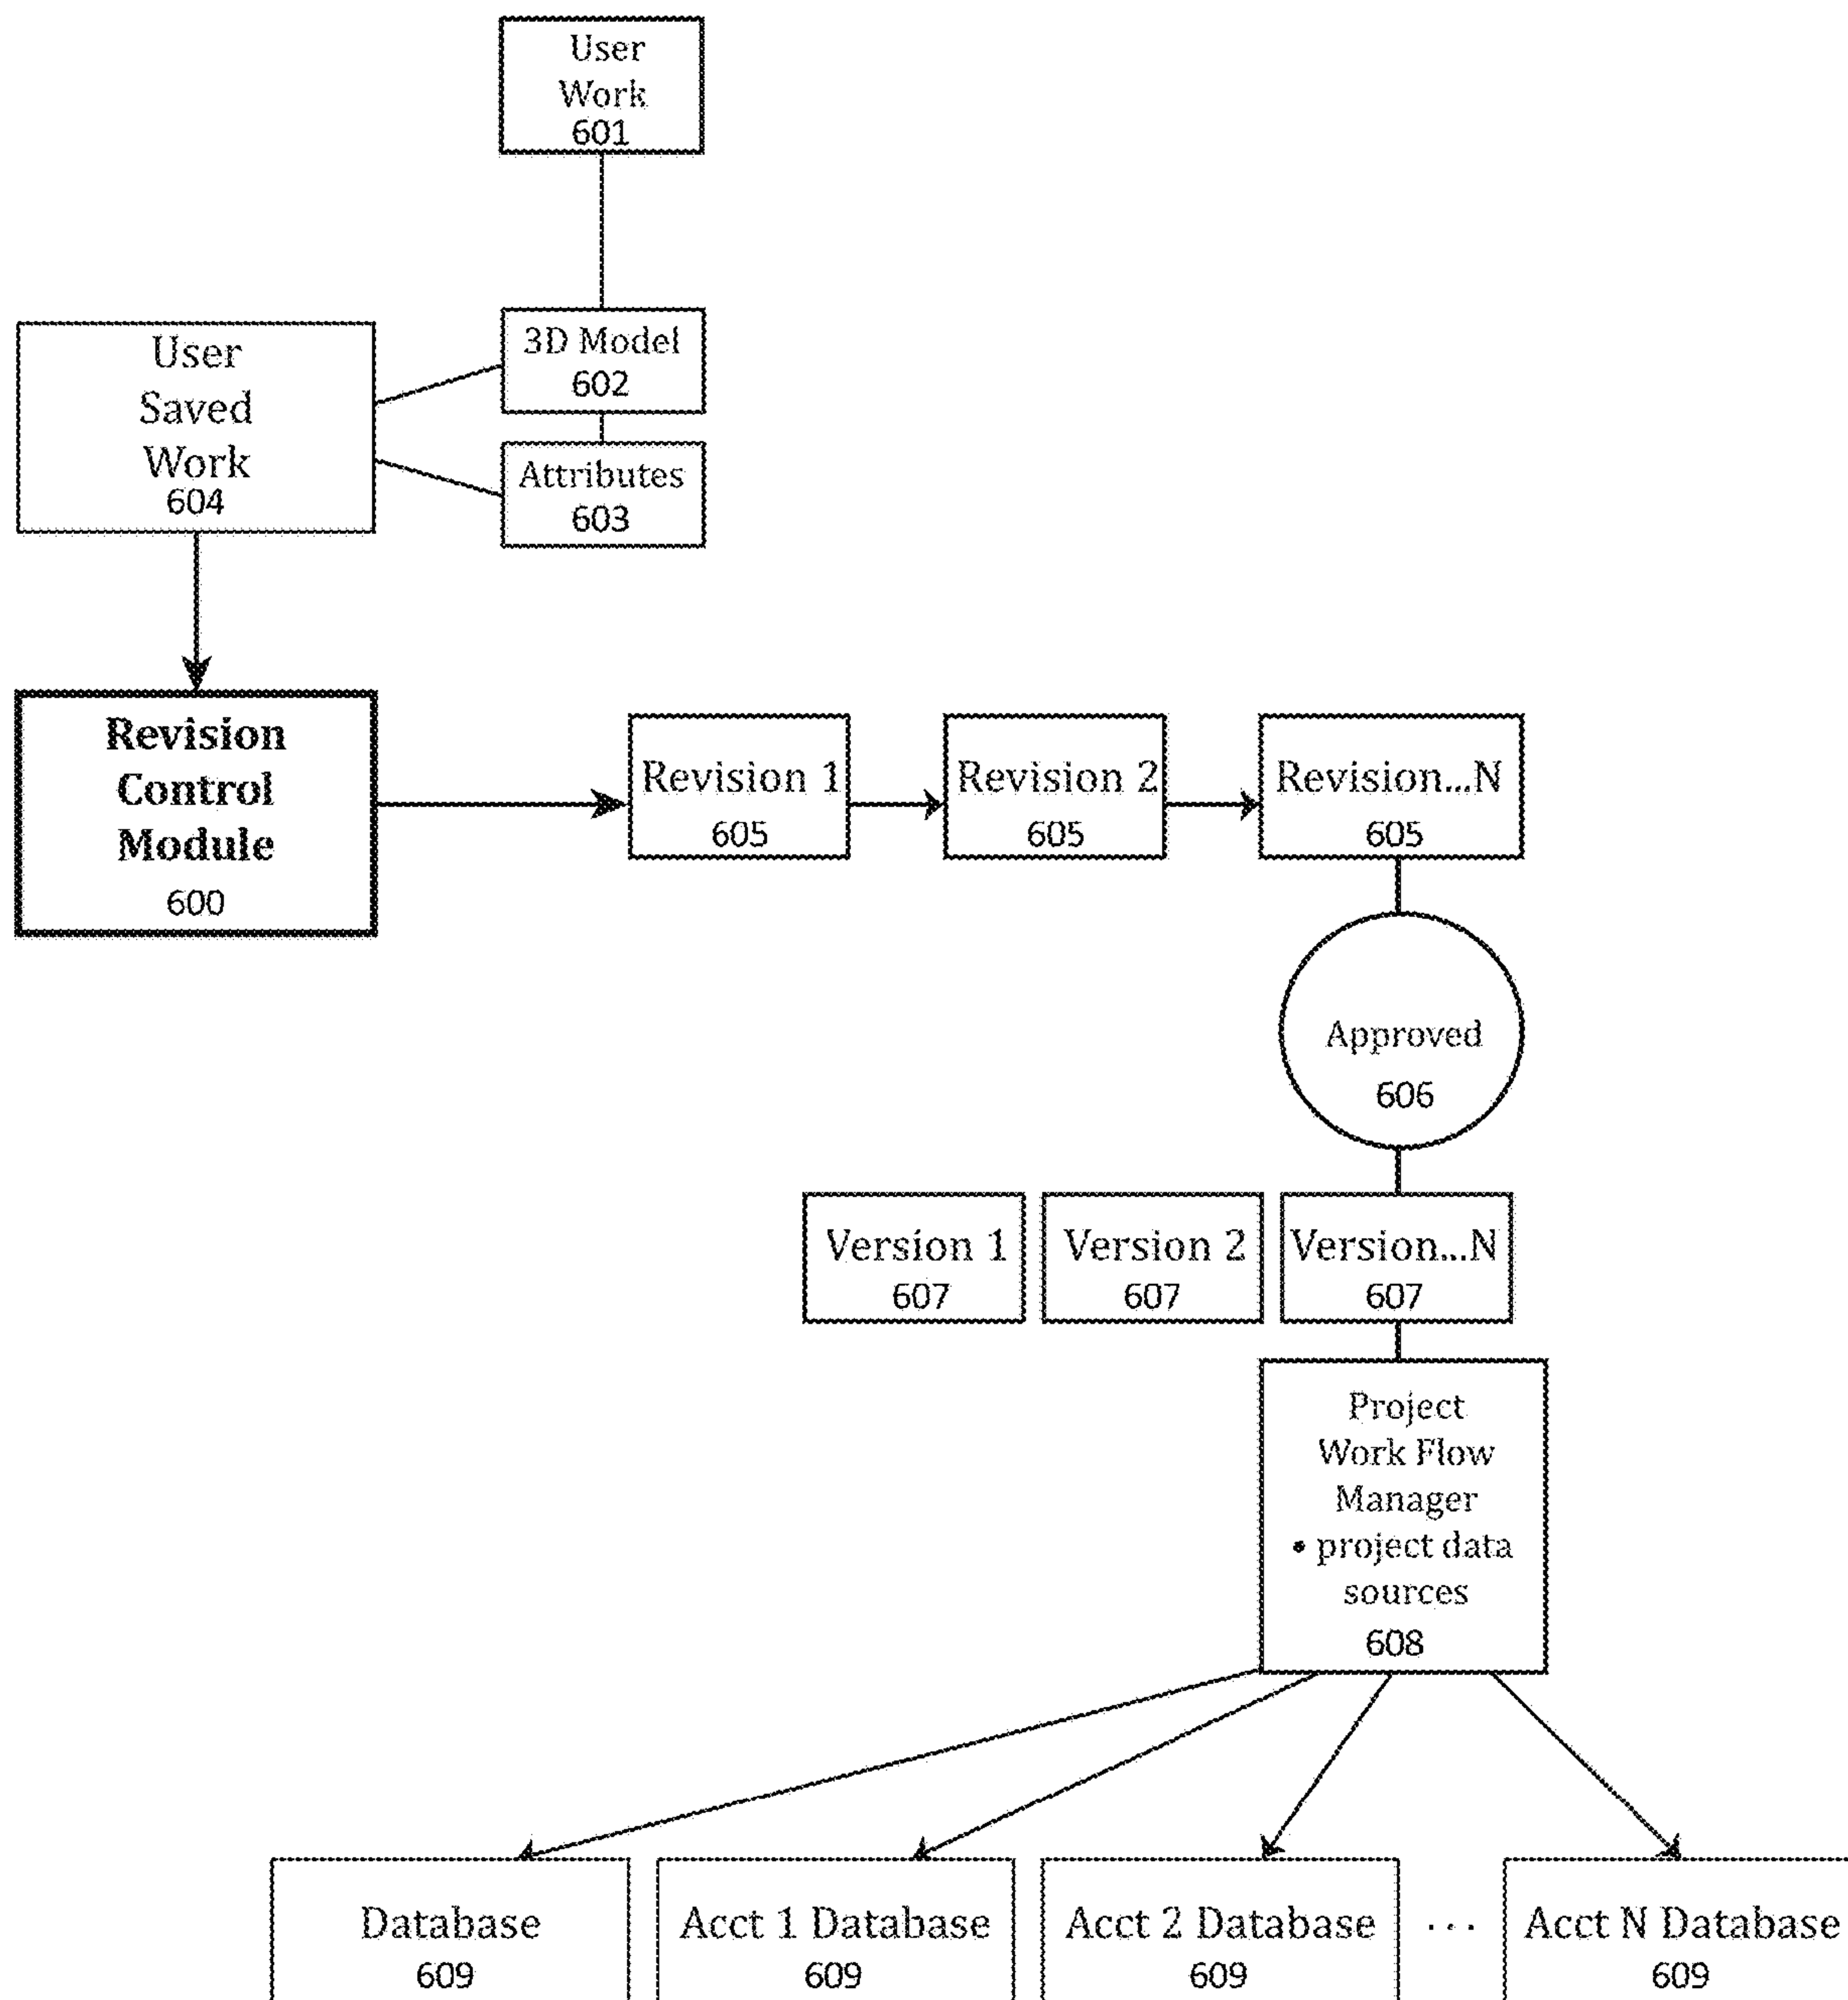 User
Work
601
3D Model
602
Attributes
603
User
Saved
Work
604
Revision
Control
Module
600
Revision 1
605
Revision 2
605
Revision...N
605
Approved
606
Version 1
607
Version 2
607
Version...N
607
Project
Work Flow
Manager
• project data
sources
608
Database
609
Acct 1 Database
609
Acct 2 Database
609
...
Acct N Database
609